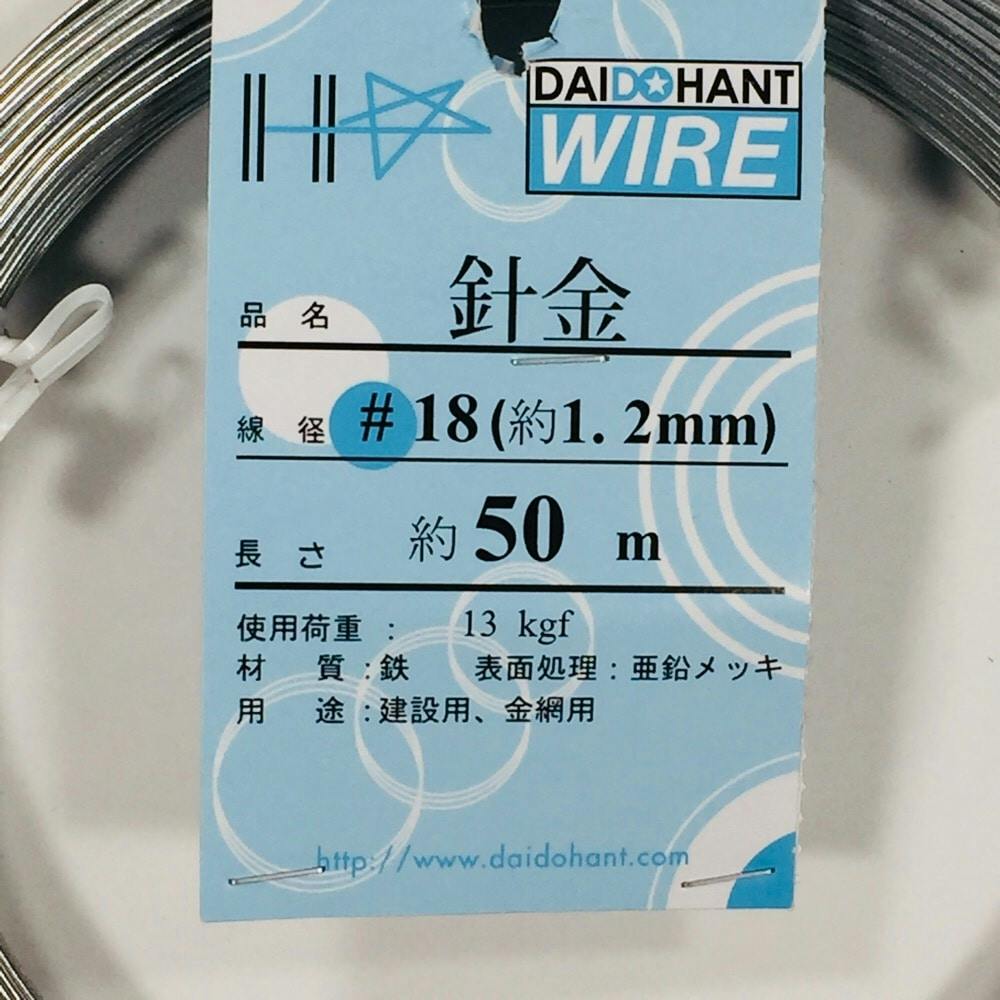 DAIDOHANT
WIRE
品名 針金
線径 #18(約1.2mm)
長さ 約50 m
使用荷重: 13 kgf
材質:鉄 表面処理:亜鉛メッキ
用途:建設用、金網用
http://www.daidohant.com